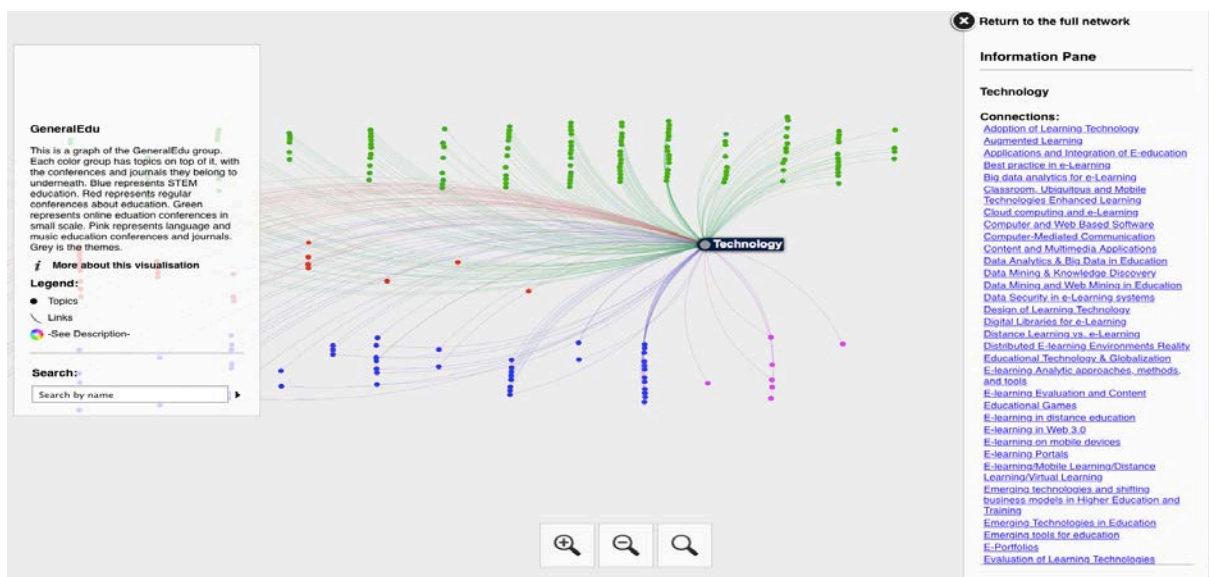 GeneralEdu
This is a graph of the GeneralEdu group.
Each color group has topics on top of it, with
the conferences and journals they belong to
underneath. Blue represents STEM
education. Red represents regular
conferences about education. Green
represents online eduation conferences in
small scale. Pink represents language and
music education conferences and journals.
Grey is the themes.
i More about this visualisation
Legend:
Topics
Links
-See Description-
Search:
Search by name
Technology
Return to the full network
Information Pane
Technology
Connections:
Adoption of Learning Technology
Augmented Learning
Applications and Integration of E-education
Best practice in e-Learning
Big data analytics for e-Learning
Classroom, Ubiquitous and Mobile
Technologies Enhanced Learning
Cloud computing and e-Learning
Computer and Web Based Software
Computer-Mediated Communication
Content and Multimedia Applications
Data Analytics & Big Data in Education
Data Mining & Knowledge Discovery
Data Mining and Web Mining in Education
Data Security in e-Learning systems
Design of Learning Technology
Digital Libraries for e-Learning
Distance Learning vs. e-Learning
Distributed E-learning Environments Reality
Educational Technology & Globalization
E-learning Analytic approaches, methods,
and tools
E-learning Evaluation and Content
Educational Games
E-learning in distance education
E-learning in Web 3.0
E-learning on mobile devices
E-learning Portals
E-learning/Mobile Learning/Distance
Learning/Virtual Learning
Emerging technologies and shifting
business models in Higher Education and
Training
Emerging Technologies in Education
Emerging tools for education
E-Portfolios
Evaluation of Learning Technologies